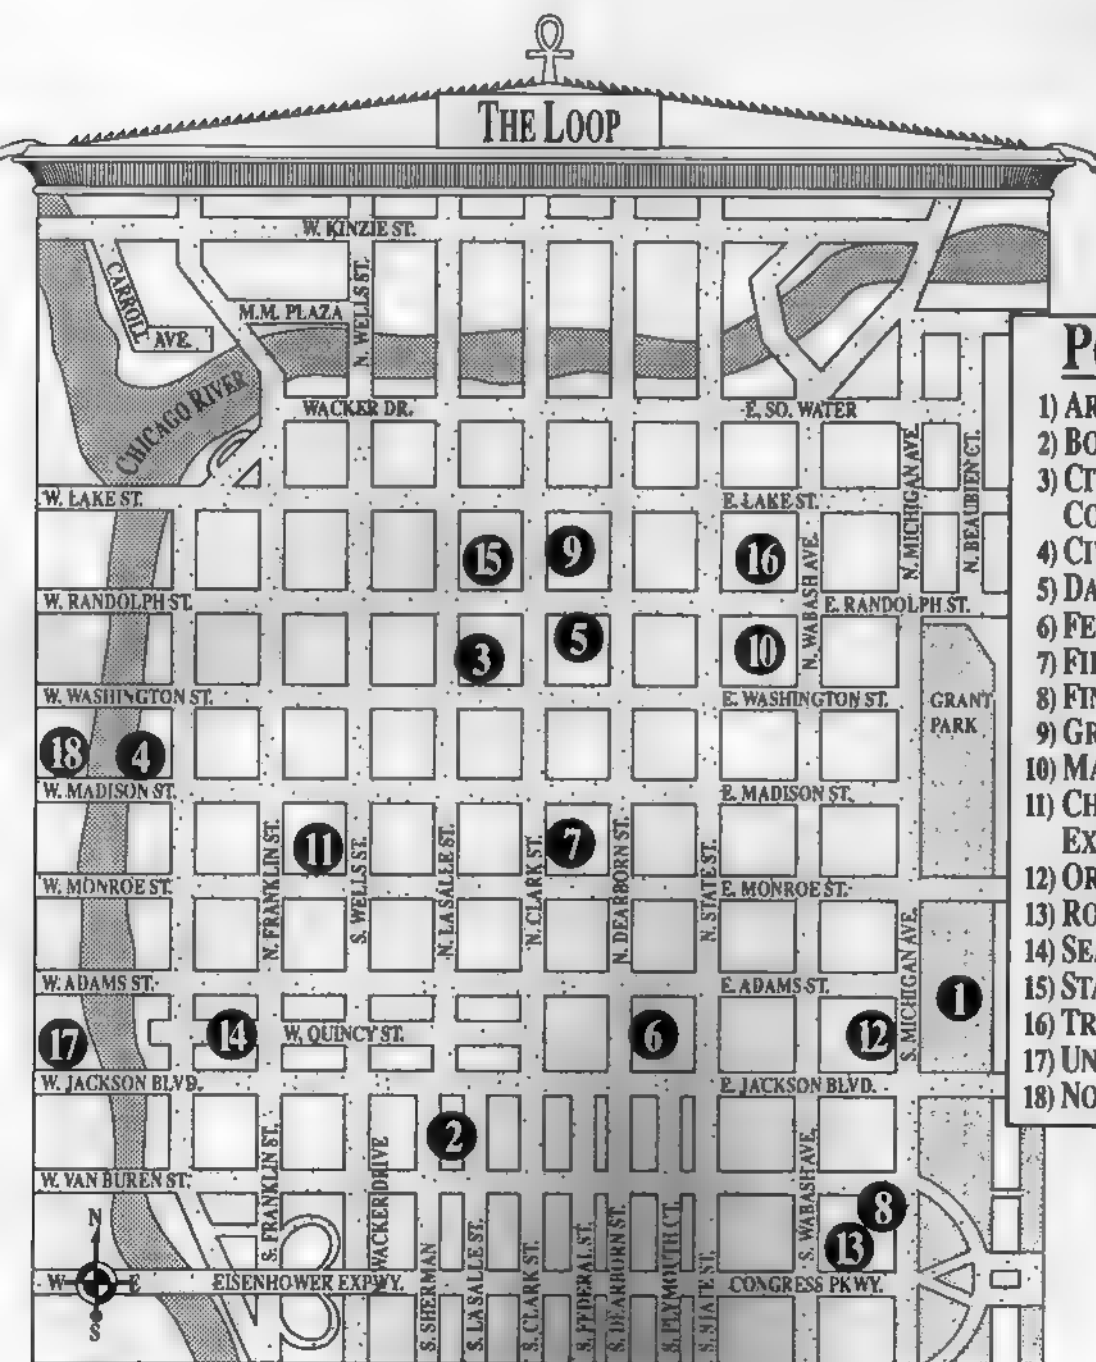 THE LOOP
W. KINZIE ST.
CARROLL
AVE.
N. WELLS ST.
M.M. PLAZA
CHICAGO RIVER
WACKER DR.
E. SO. WATER
W. LAKE ST.
E. LAKE ST.
N. MICHIGAN AVE.
N. BEAUBIEN CT.
15
9
16
N. WABASH AVE.
W. RANDOLPH ST.
E. RANDOLPH ST.
3
5
10
W. WASHINGTON ST.
E. WASHINGTON ST.
GRANT
PARK
18
4
W. MADISON ST.
E. MADISON ST.
11
7
N. FRANKLIN ST.
S. WELLS ST.
N. LASALLE ST.
N. CLARK ST.
N. DEARBORN ST.
N. STATE ST.
W. MONROE ST.
E. MONROE ST.
S. MICHIGAN AVE.
W. ADAMS ST.
E. ADAMS ST.
17
14
W. QUINCY ST.
6
12
1
W. JACKSON BLVD.
E. JACKSON BLVD.
2
S. FRANKLIN ST.
WACKER DRIVE
S. WABASH AVE.
W. VAN BUREN ST.
8
13
N
W E
S
EISENHOWER EXPWY.
CONGRESS PKWY.
S. SHERMAN
S. LASALLE ST.
S. CLARK ST.
S. FEDERAL ST.
S. DEARBORN ST.
S. PLYMOUTH CT.
S. STATE ST.
1) AR
2) BO
3) CI
CO
4) CI
5) DA
6) FE
7) FI
8) FI
9) GR
10) MA
11) CH
EX
12) OR
13) RO
14) SE
15) STA
16) TR
17) UN
18) NO